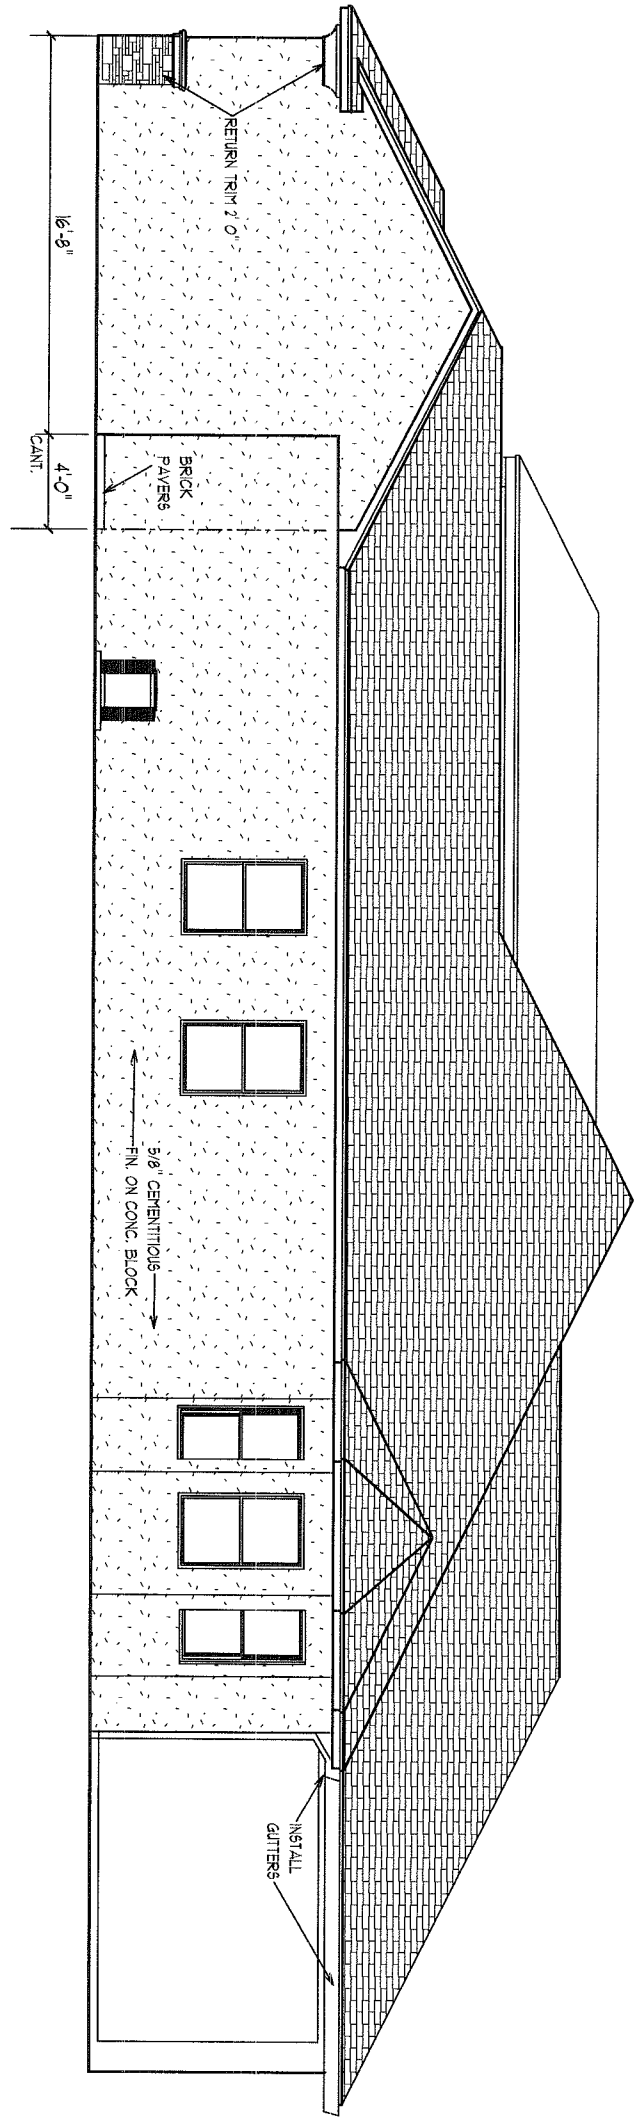 RETURN TRIM 2' 0"
16'-8"
4'-0"
CANT.
BRICK
PAVERS
5/8" CEMENTITIOUS
FIN. ON CONC. BLOCK
INSTALL
GUTTERS